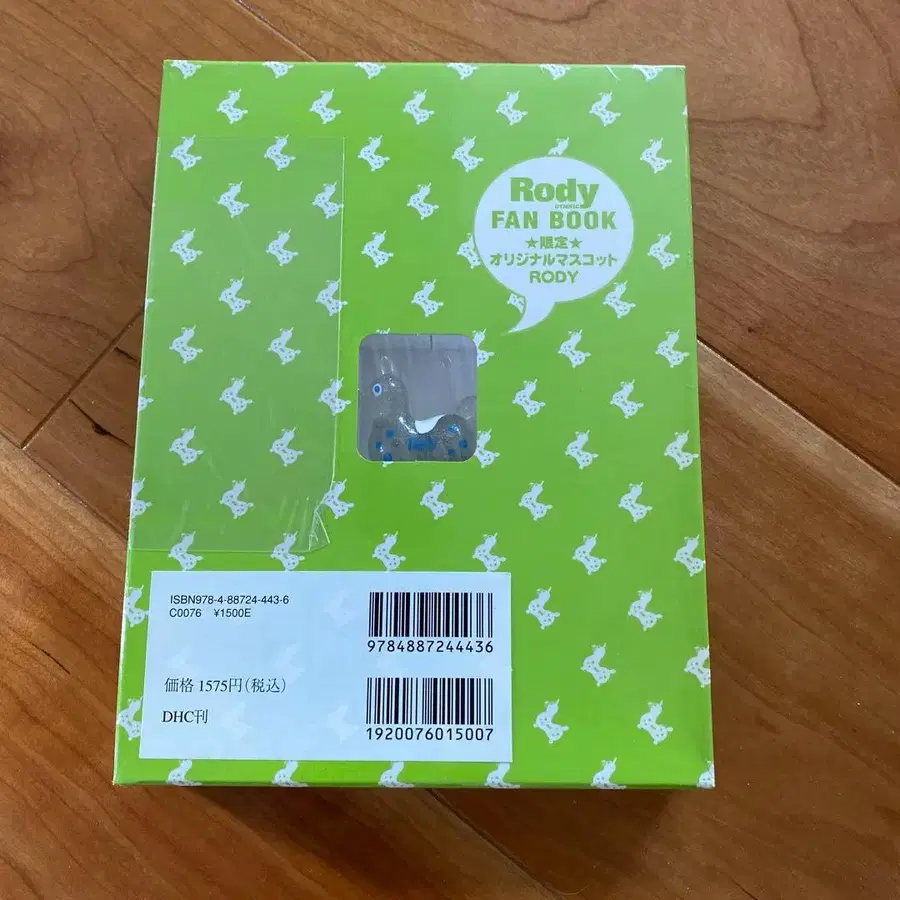 Rody
FAN BOOK
★限定★
オリジナルマスコット
RODY
Rody
ISBN978-4-88724-443-6
C0076 ¥1500E
9784887244436
価格 1575円(税込)
1920076015007
DHC刊